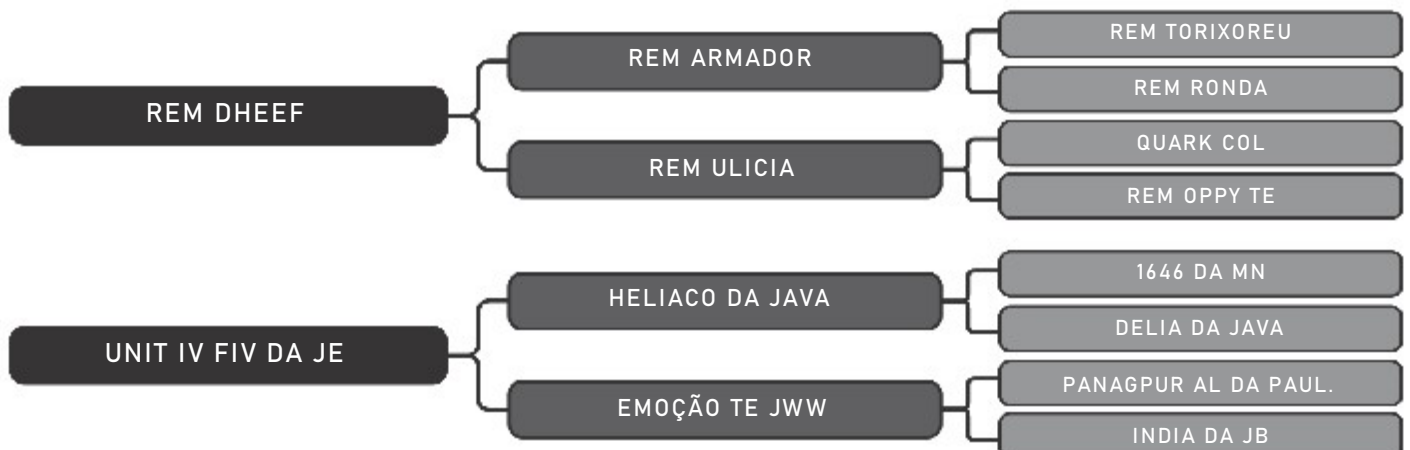 REM DHEEF
REM ARMADOR
REM TORIXOREU
REM RONDA
REM ULICIA
QUARK COL
REM OPPY TE
UNIT IV FIV DA JE
HELIACO DA JAVA
1646 DA MN
DELIA DA JAVA
EMOÇÃO TE JWW
PANAGPUR AL DA PAUL.
INDIA DA JB